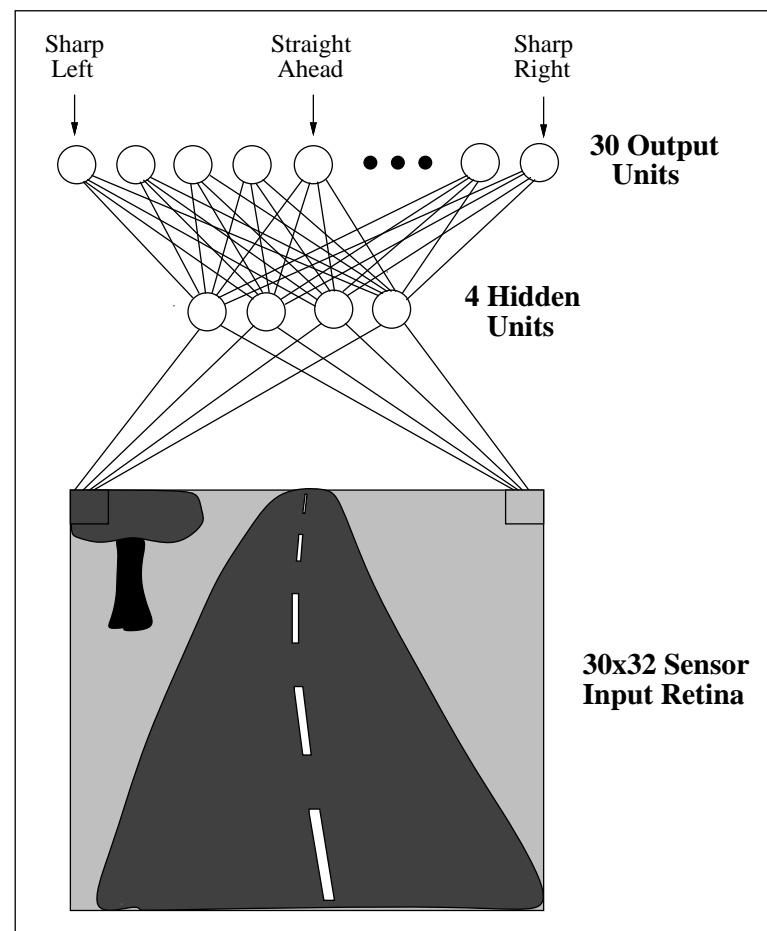 Sharp
Left
Straight
Ahead
Sharp
Right
30 Output
Units
4 Hidden
Units
30x32 Sensor
Input Retina